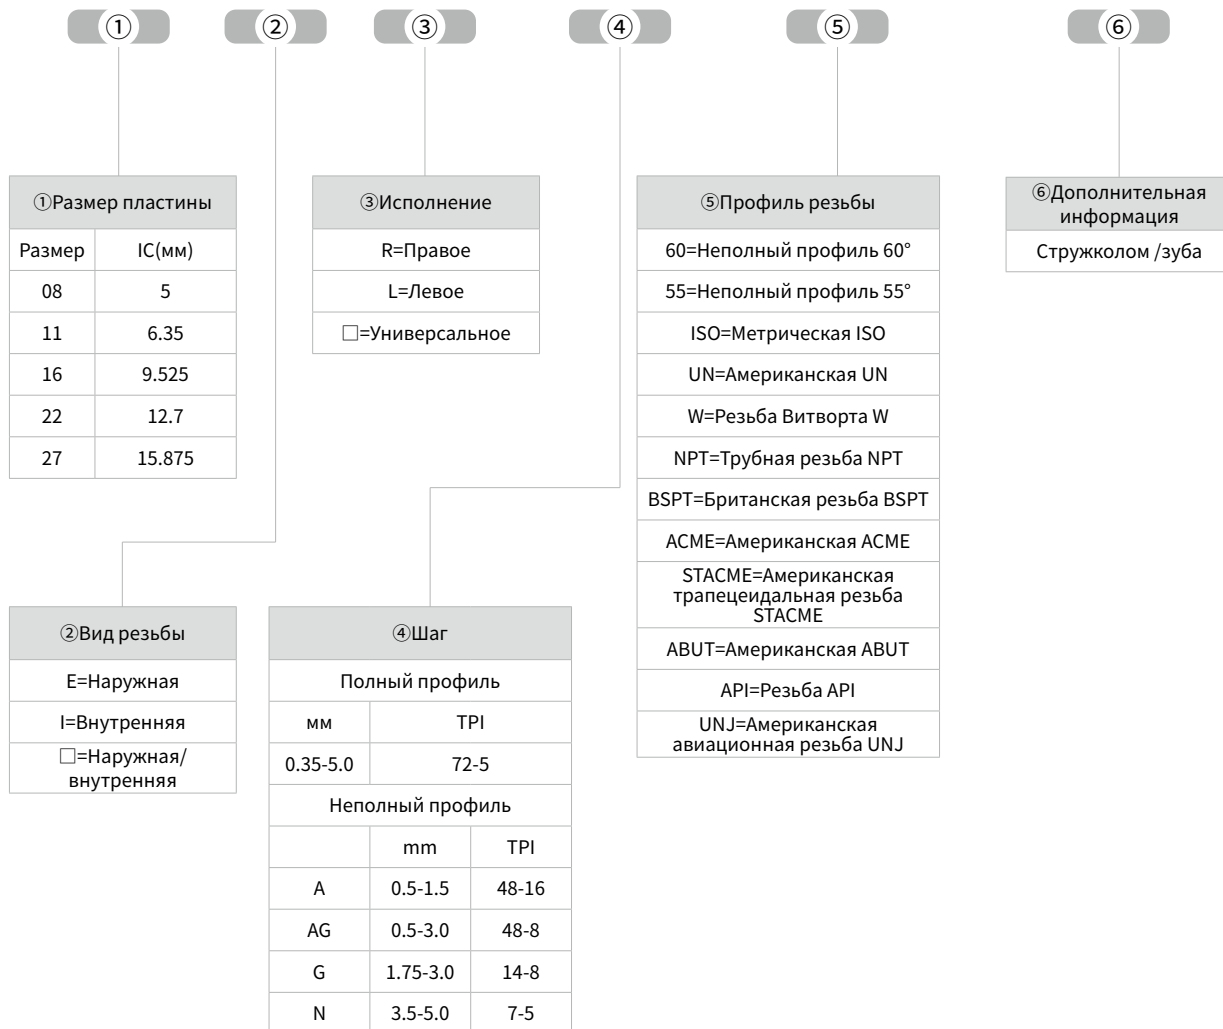 ① ② ③ ④ ⑤ ⑥
①Размер пластины
Размер IC(мм)
08 5
11 6.35
16 9.525
22 12.7
27 15.875
③Исполнение
R=Правое
L=Левое
□=Универсальное
⑤Профиль резьбы
60=Неполный профиль 60°
55=Неполный профиль 55°
ISO=Метрическая ISO
UN=Американская UN
W=Резьба Витворта W
NPT=Трубная резьба NPT
BSPT=Британская резьба BSPT
ACME=Американская ACME
STACME=Американская
трапецеидальная резьба
STACME
ABUT=Американская ABUT
API=Резьба API
UNJ=Американская
авиационная резьба UNJ
⑥Дополнительная
информация
Стружколом /зуба
②Вид резьбы
E=Наружная
I=Внутренняя
□=Наружная/
внутренняя
④Шаг
Полный профиль
мм TPI
0.35-5.0 72-5
Неполный профиль
mm TPI
A 0.5-1.5 48-16
AG 0.5-3.0 48-8
G 1.75-3.0 14-8
N 3.5-5.0 7-5